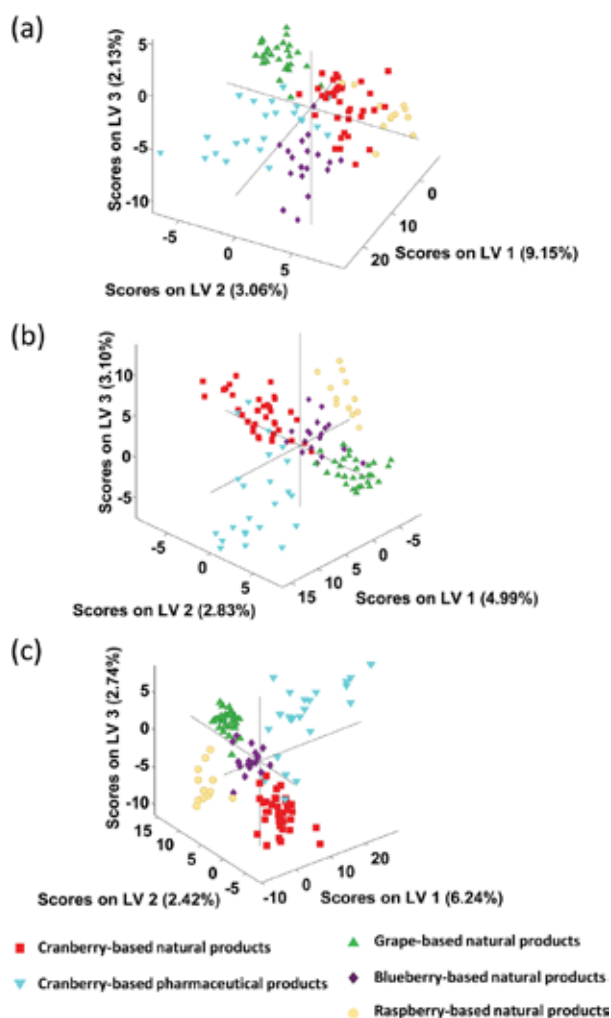 (a)
Scores on LV 3 (2.13%)
5
0
-5
-10
-5
0
5
0
10
20
Scores on LV 1 (9.15%)
Scores on LV 2 (3.06%)
(b)
Scores on LV 3 (3.10%)
10
5
0
-5
-5
0
5
15
10
5
0
-5
Scores on LV 1 (4.99%)
Scores on LV 2 (2.83%)
(c)
Scores on LV 3 (2.74%)
5
0
-5
-10
15
10
5
0
-5
-10
0
10
20
Scores on LV 2 (2.42%)
Scores on LV 1 (6.24%)
Cranberry-based natural products
Grape-based natural products
Cranberry-based pharmaceutical products
Blueberry-based natural products
Raspberry-based natural products